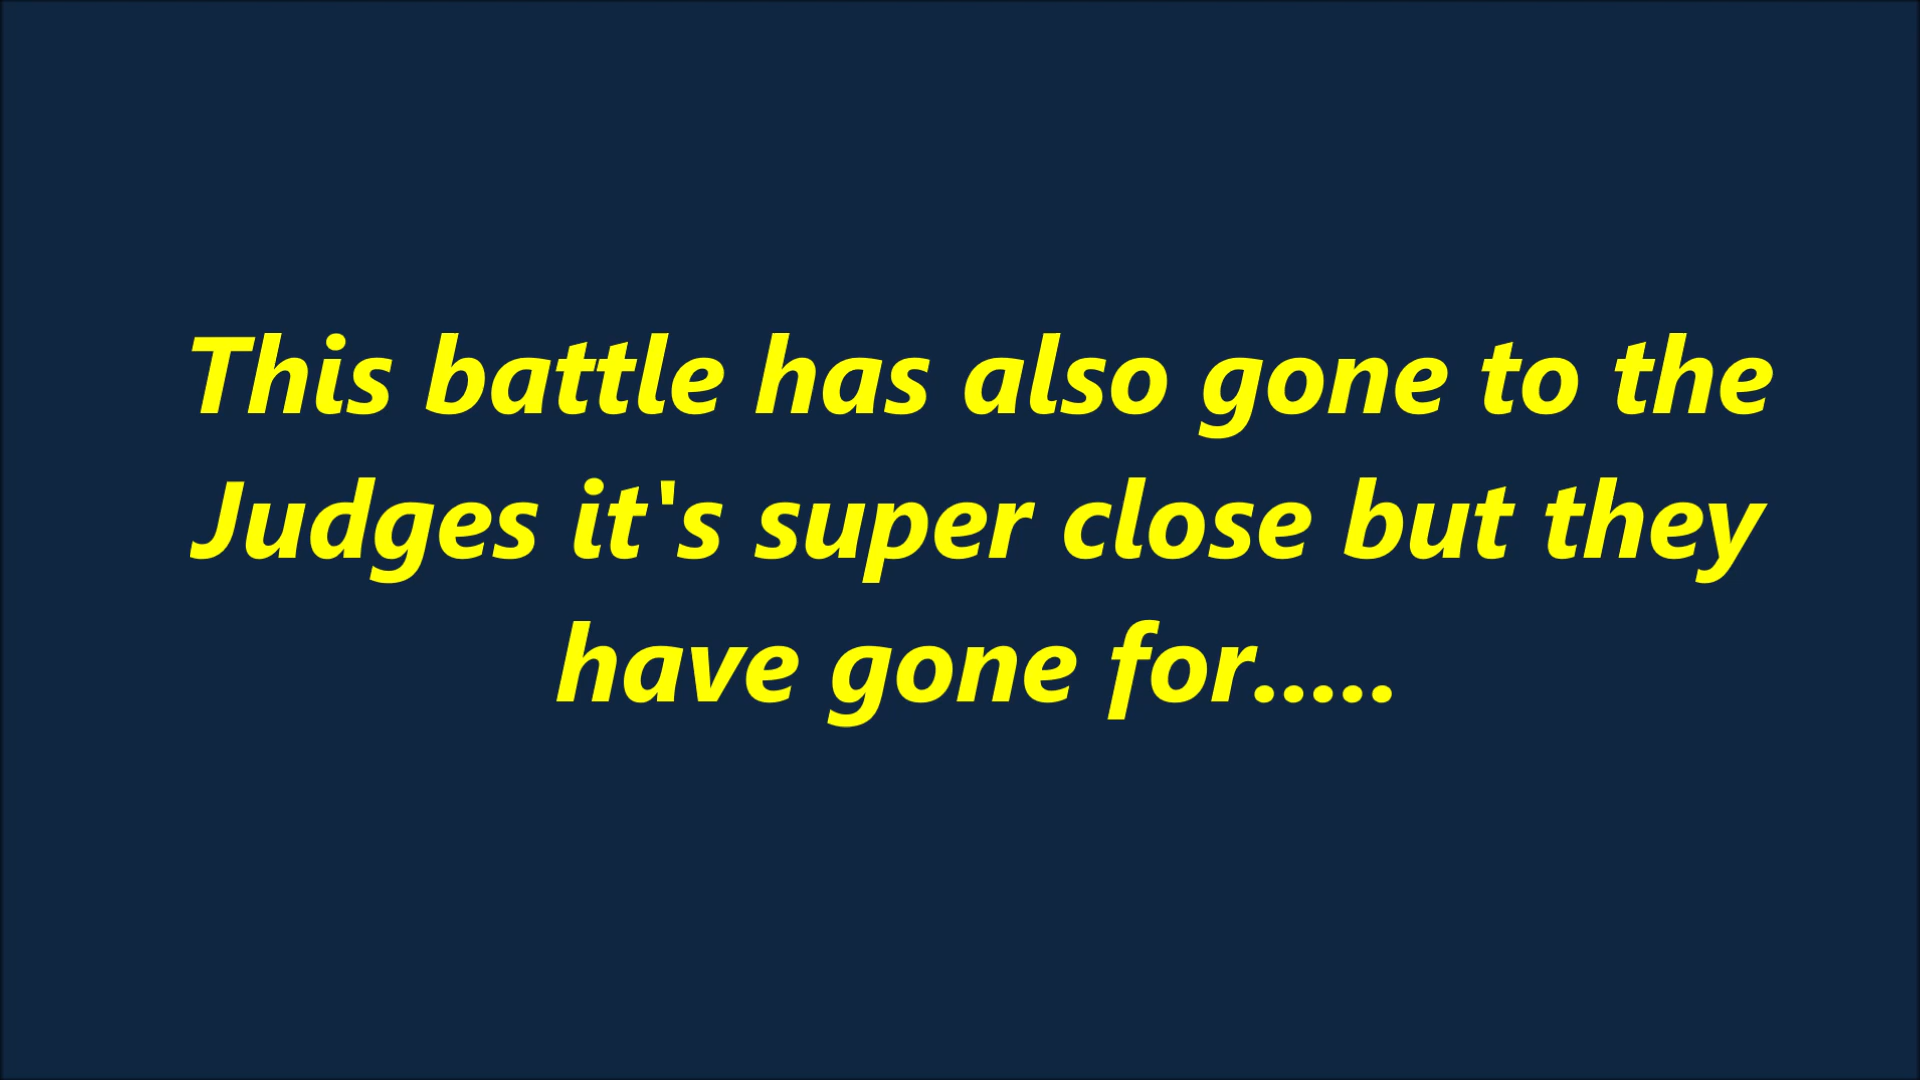 This battle has also gone to the
Judges it's super close but they
have gone for.....